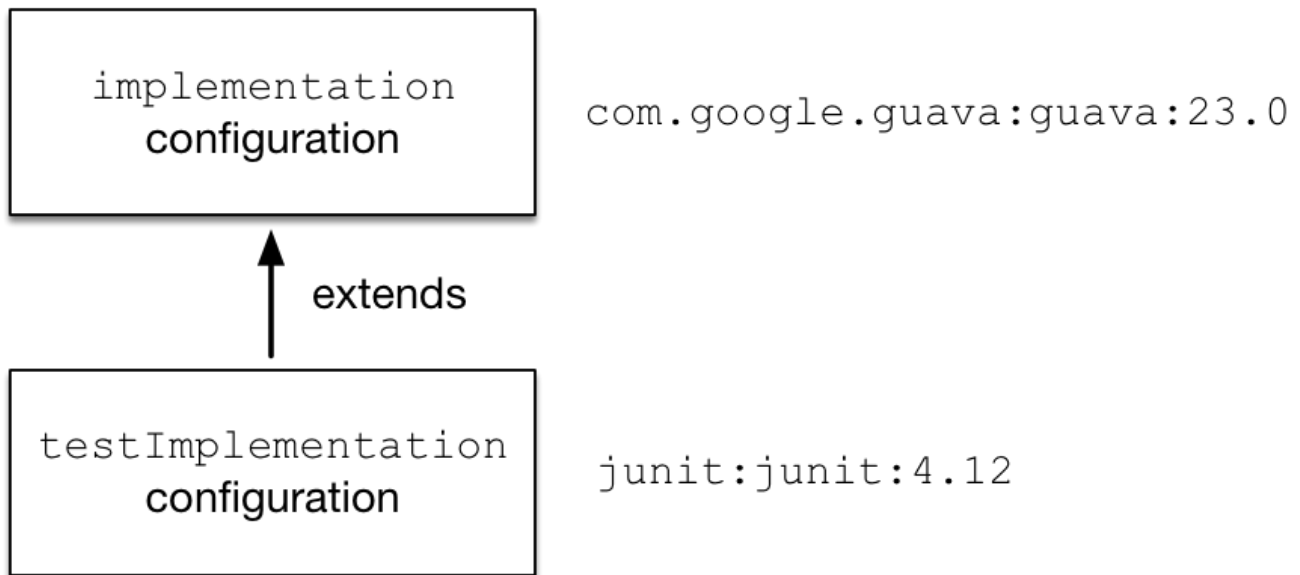 implementation
configuration
com.google.guava:guava:23.0
extends
testImplementation
configuration
junit:junit:4.12